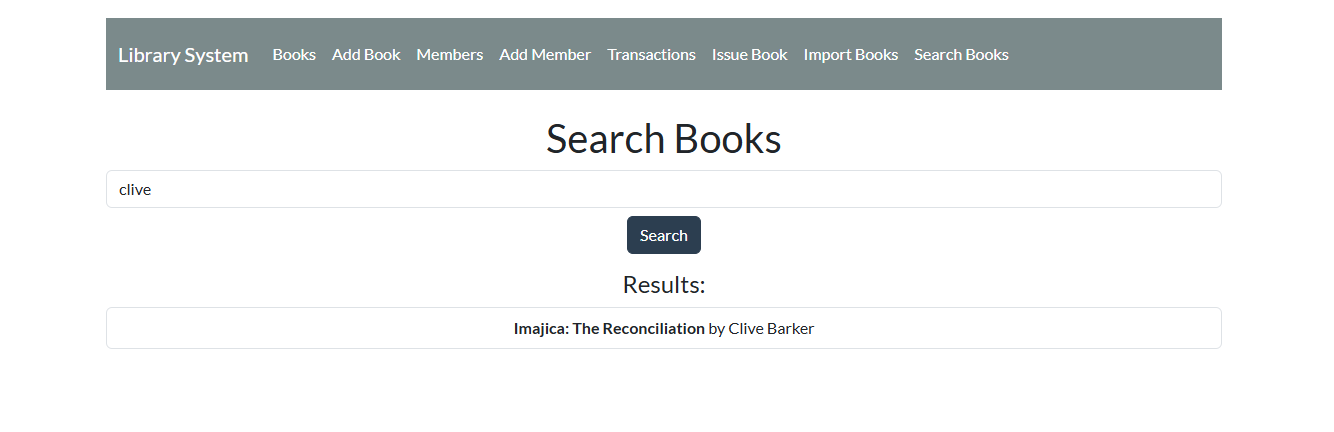 Library System Books Add Book Members Add Member Transactions Issue Book Import Books Search Books
Search Books
clive
Search
Results:
Imajica: The Reconciliation by Clive Barker